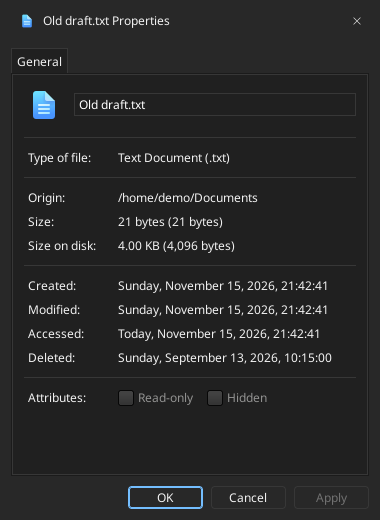 Old draft.txt Properties
General
Old draft.txt
Type of file: Text Document (.txt)
Origin: /home/demo/Documents
Size: 21 bytes (21 bytes)
Size on disk: 4.00 KB (4,096 bytes)
Created: Sunday, November 15, 2026, 21:42:41
Modified: Sunday, November 15, 2026, 21:42:41
Accessed: Today, November 15, 2026, 21:42:41
Deleted: Sunday, September 13, 2026, 10:15:00
Attributes: Read-only Hidden
OK Cancel Apply